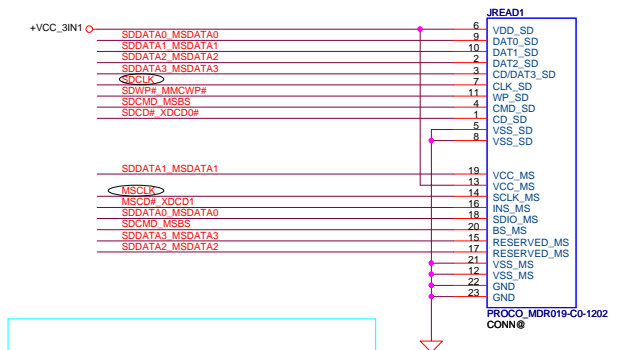 JREAD1
+VCC_3IN1 6 VDD_SD
SDDATA0_MSDATA0 9 DAT0_SD
SDDATA1_MSDATA1 10 DAT1_SD
SDDATA2_MSDATA2 2 DAT2_SD
SDDATA3_MSDATA3 3 CD/DAT3_SD
SDCLK 7 CLK_SD
SDWP#_MMCWP# 11 WP_SD
SDCMD_MSBS 4 CMD_SD
SDCD#_XDCD0# 1 CD_SD
5 VSS_SD
8 VSS_SD
SDDATA1_MSDATA1 19 VCC_MS
13 VCC_MS
MSCLK 14 SCLK_MS
MSCD#_XDCD1 16 INS_MS
SDDATA0_MSDATA0 18 SDIO_MS
SDCMD_MSBS 20 BS_MS
SDDATA3_MSDATA3 15 RESERVED_MS
SDDATA2_MSDATA2 17 RESERVED_MS
21 VSS_MS
12 VSS_MS
22 GND
23 GND
PROCO_MDR019-C0-1202
CONN@